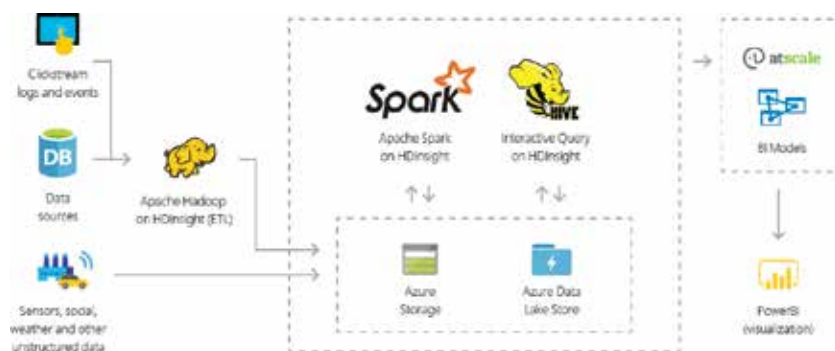 Clickstream
logs and events
DB
Data
sources
Apache Hadoop
on HDInsight (ETL)
Sensors, social,
weather and other
unstructured data
Spark
Apache Spark
on HDInsight
HIVE
Interactive Query
on HDInsight
Azure
Storage
Azure Data
Lake Store
atscale
BI Models
PowerBI
(visualization)